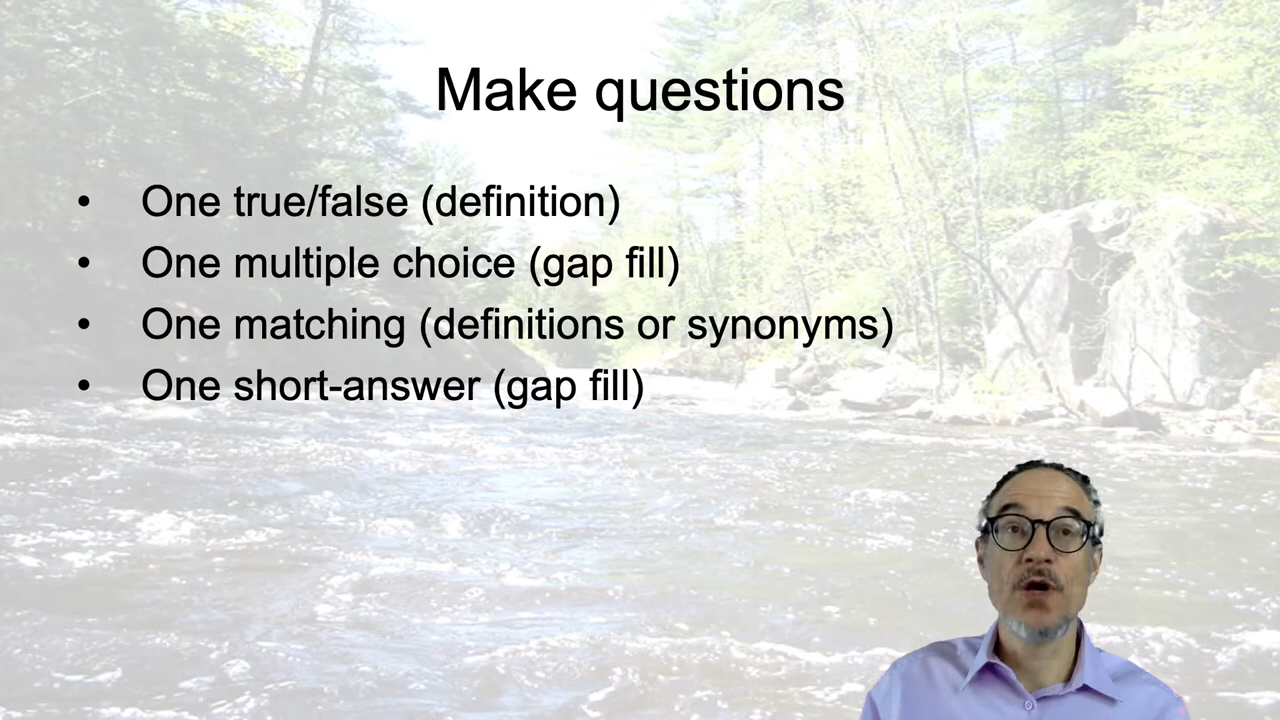 Make questions
• One true/false (definition)
• One multiple choice (gap fill)
• One matching (definitions or synonyms)
• One short-answer (gap fill)